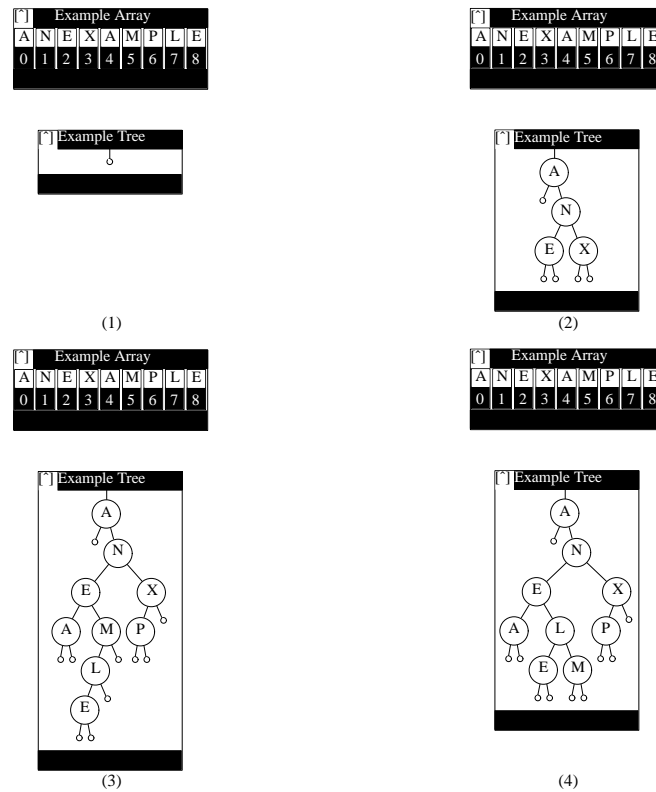 [^] Example Array
A N E X A M P L E
0 1 2 3 4 5 6 7 8
[^] Example Tree
(1)
[^] Example Array
A N E X A M P L E
0 1 2 3 4 5 6 7 8
[^] Example Tree
A
N
E X
(2)
[^] Example Array
A N E X A M P L E
0 1 2 3 4 5 6 7 8
[^] Example Tree
A
N
E X
A M P
L
E
(3)
[^] Example Array
A N E X A M P L E
0 1 2 3 4 5 6 7 8
[^] Example Tree
A
N
E X
A L P
E M
(4)